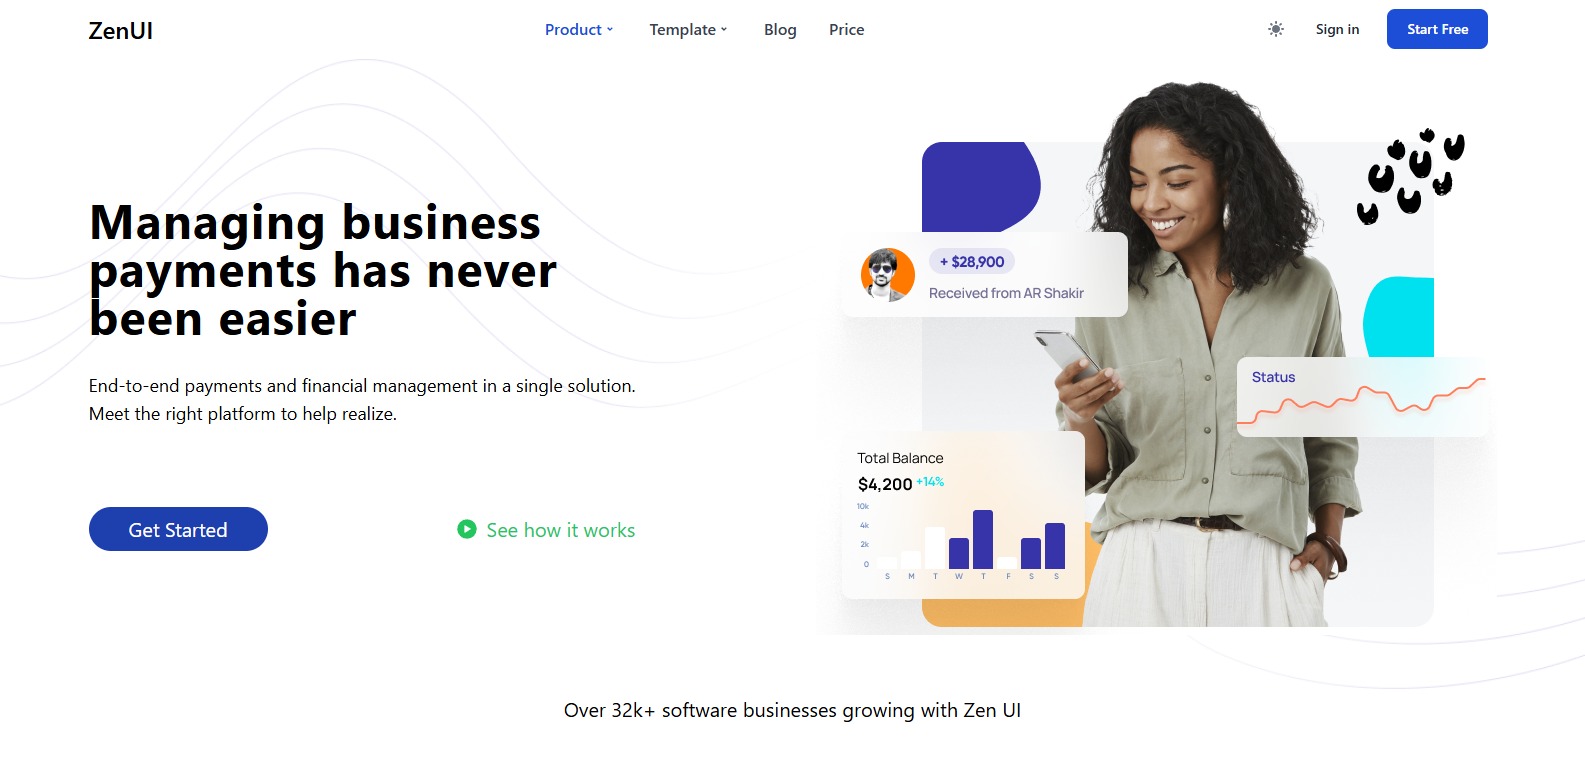 ZenUI
Product
Template
Blog
Price
Sign in
Start Free
Managing business
payments has never
been easier
End-to-end payments and financial management in a single solution.
Meet the right platform to help realize.
Get Started
See how it works
+ $28,900
Received from AR Shakir
Status
Total Balance
$4,200 +14%
10k
4k
2k
0
S M T W T F S S
Over 32k+ software businesses growing with Zen UI